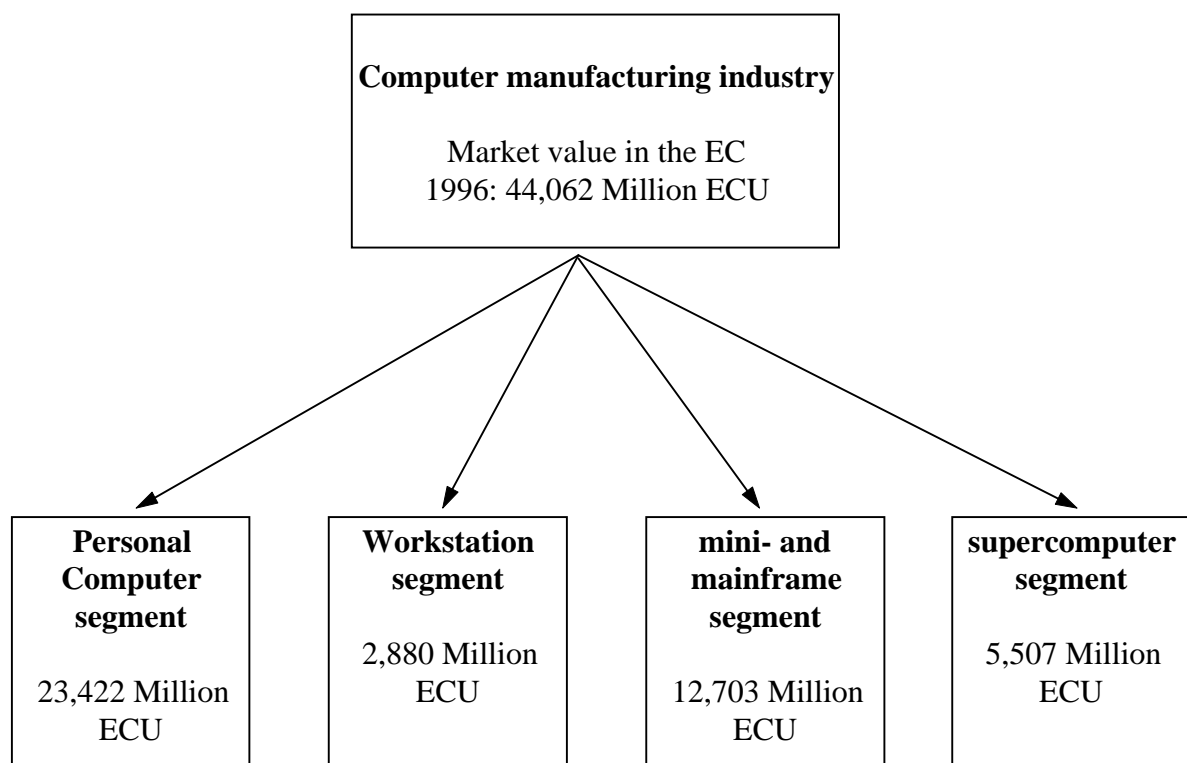 Computer manufacturing industry
Market value in the EC
1996: 44,062 Million ECU
Personal
Computer
segment
23,422 Million
ECU
Workstation
segment
2,880 Million
ECU
mini- and
mainframe
segment
12,703 Million
ECU
supercomputer
segment
5,507 Million
ECU